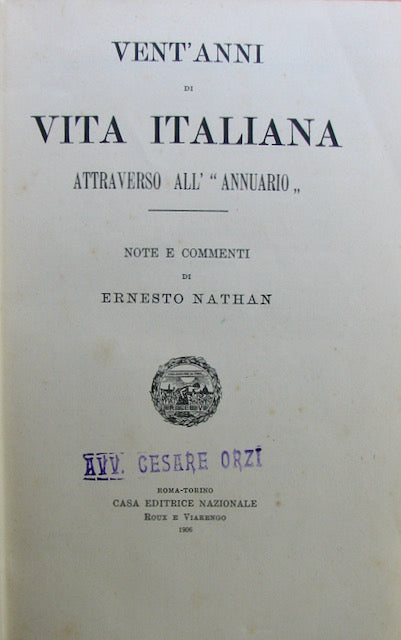 VENT'ANNI
DI
VITA ITALIANA
ATTRAVERSO ALL' “ ANNUARIO „
NOTE E COMMENTI
DI
ERNESTO NATHAN
AVV. CESARE ORZI
ROMA-TORINO
CASA EDITRICE NAZIONALE
ROUX E VIARENGO
1906